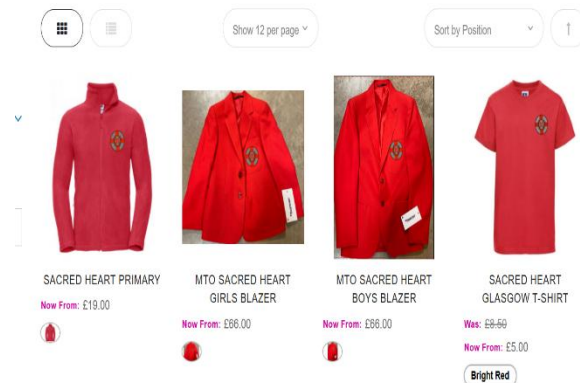 Show 12 per page
Sort by Position
SACRED HEART PRIMARY
Now From: £19.00
MTO SACRED HEART
GIRLS BLAZER
Now From: £66.00
MTO SACRED HEART
BOYS BLAZER
Now From: £66.00
SACRED HEART
GLASGOW T-SHIRT
Was: £8.50
Now From: £5.00
Bright Red